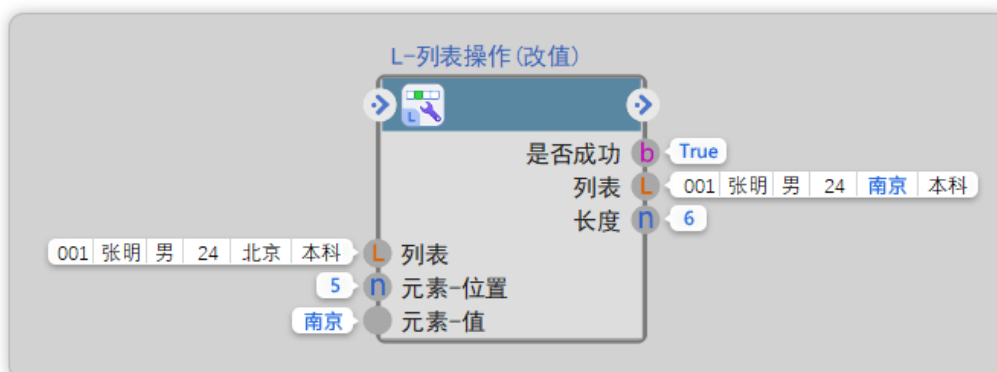 L-列表操作(改值)
L
是否成功 b True
列表 L 001 张明 男 24 南京 本科
长度 n 6
001 张明 男 24 北京 本科 L 列表
5 n 元素-位置
南京 元素-值